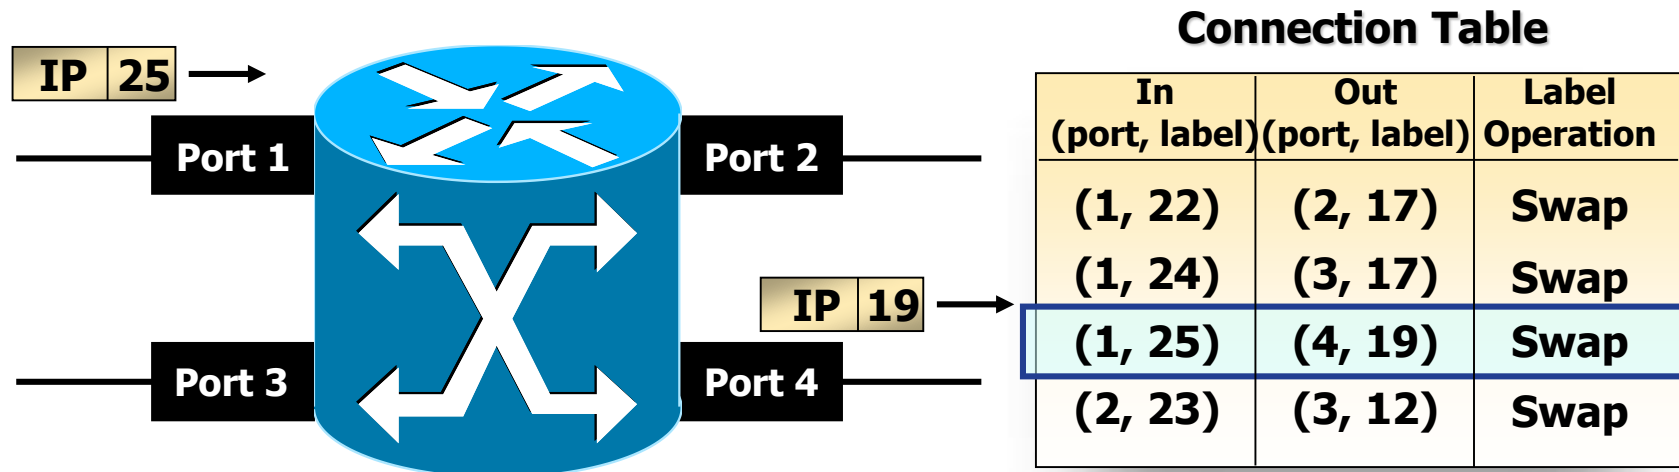 Connection Table
IP 25
Port 1
Port 2
IP 19
Port 3
Port 4
In Out Label
(port, label) (port, label) Operation
(1, 22) (2, 17) Swap
(1, 24) (3, 17) Swap
(1, 25) (4, 19) Swap
(2, 23) (3, 12) Swap